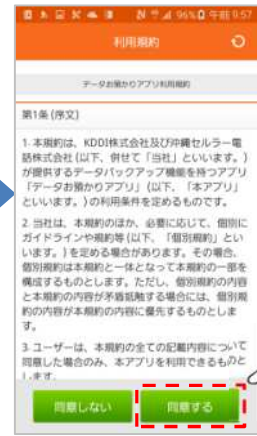 96% 午前9:57
利用規約
データお預かりアプリ利用規約
第1条 (序文)
1. 本規約は、KDDI株式会社及び沖縄セルラー電
話株式会社 (以下、併せて「当社」といいます。)
が提供するデータバックアップ機能を持つアプリ
「データお預かりアプリ」(以下、「本アプリ」
といいます。) の利用条件を定めるものです。
2. 当社は、本規約のほか、必要に応じて、個別に
ガイドラインや規約等 (以下、「個別規約」とい
います。) を定める場合があります。その場合、
個別規約は本規約と一体となって本規約の一部を
構成するものとします。ただし、個別規約の内容
と本規約の内容が矛盾抵触する場合には、個別規
約の内容が本規約の内容に優先するものとしま
す。
3. ユーザーは、本規約の全ての記載内容について
同意した場合のみ、本アプリを利用できるものと
します。
同意しない
同意する